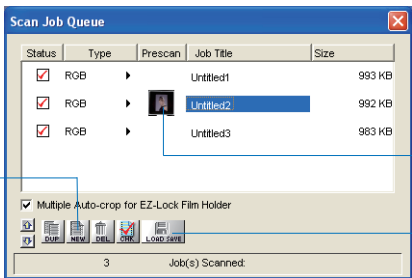 Scan Job Queue
Status Type Prescan Job Title Size
RGB Untitled1 993 KB
RGB Untitled2 992 KB
RGB Untitled3 983 KB
Multiple Auto-crop for EZ-Lock Film Holder
DUP NEW DEL CHK LOAD SAVE
3 Job(s) Scanned: